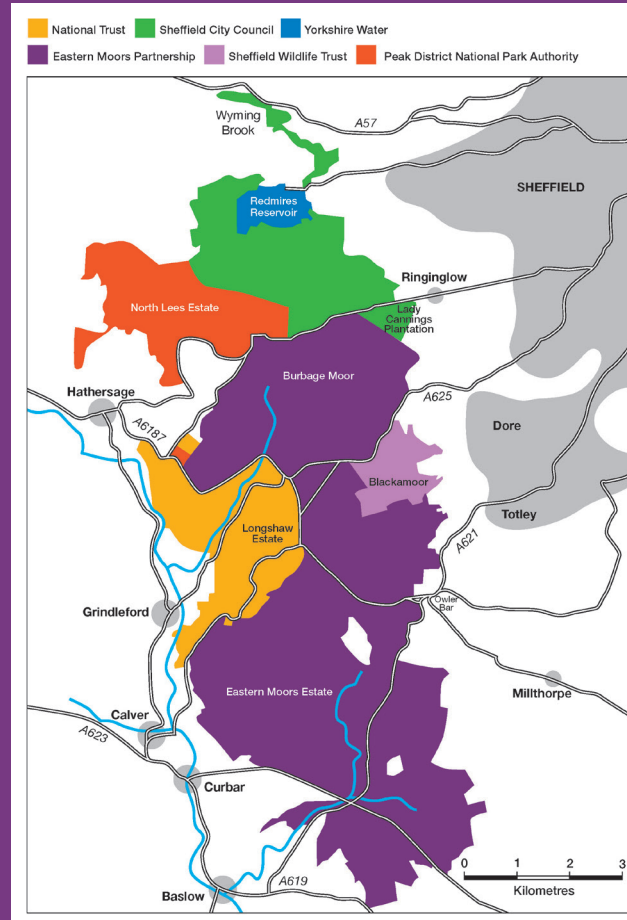 National Trust
Sheffield City Council
Yorkshire Water
Eastern Moors Partnership
Sheffield Wildlife Trust
Peak District National Park Authority
Wyming
Brook
A57
SHEFFIELD
Redmires
Reservoir
Ringinglow
North Lees Estate
Lady
Cannings
Plantation
Burbage Moor
Hathersage
A625
A6187
Dore
Blackamoor
Totley
Longshaw
Estate
A621
Grindleford
Owler
Bar
Eastern Moors Estate
Millthorpe
Calver
A623
Curbar
0 1 2 3
Kilometres
A619
Baslow